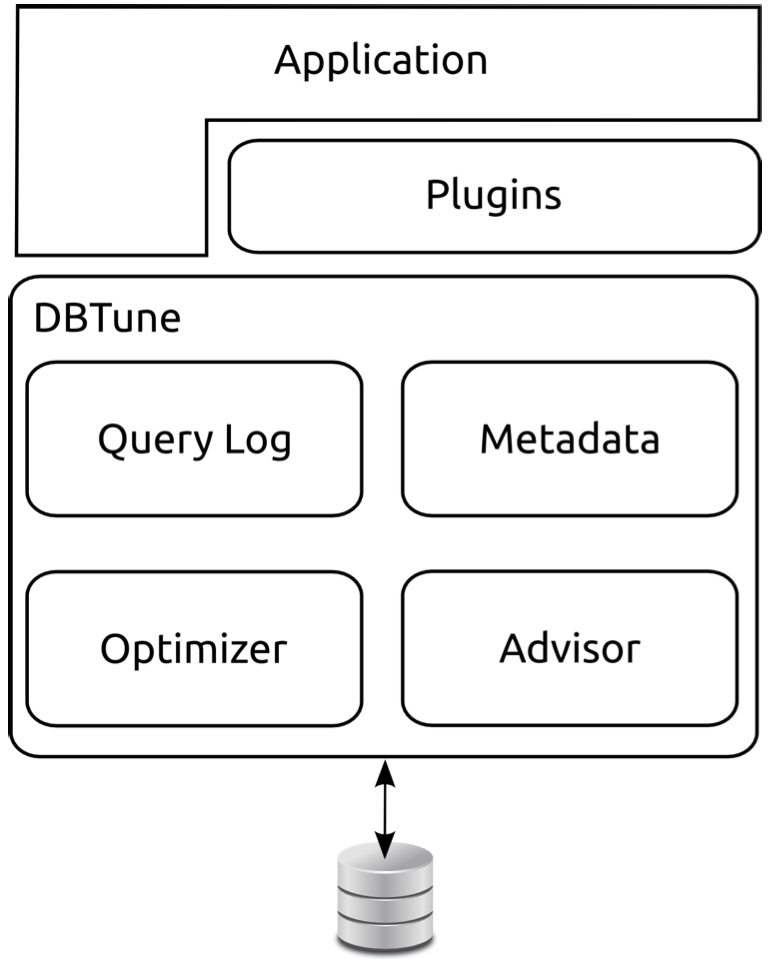 Application
Plugins
DBTune
Query Log
Metadata
Optimizer
Advisor